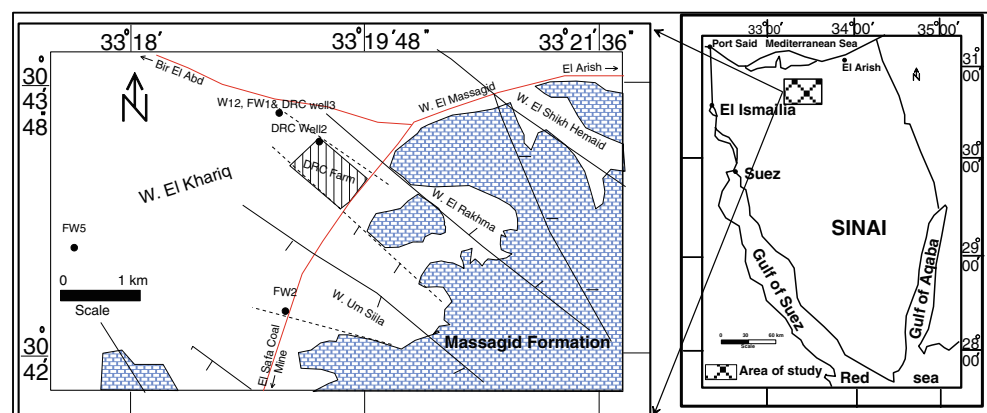 33°18′
33°19′48"
33°21′36"
30°43′48"
30°42′
Bir El Abd
El Arish
W. El Massagid
W. El Shikh Hemaid
W12, FW1& DRC well3
DRC Well2
DRC Farm
W. El Khariq
W. El Rakhma
FW5
0 1 km
Scale
FW2
W. Um Sila
Massagid Formation
El Safa Coal
Mine
N
33°00′
34°00′
35°00′
Port Said
Mediterranean Sea
El Arish
31°00′
N
El Ismailia
30°00′
Suez
SINAI
29°00′
Gulf of Suez
Gulf of Aqaba
0 30 60 km
Scale
28°00′
Area of study
Red sea